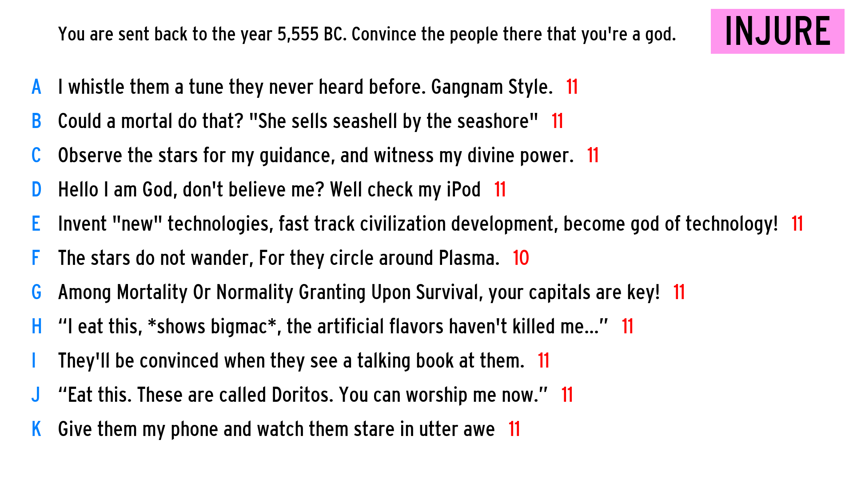 You are sent back to the year 5,555 BC. Convince the people there that you're a god.
INJURE
A I whistle them a tune they never heard before. Gangnam Style. 11
B Could a mortal do that? "She sells seashell by the seashore" 11
C Observe the stars for my guidance, and witness my divine power. 11
D Hello I am God, don't believe me? Well check my iPod 11
E Invent "new" technologies, fast track civilization development, become god of technology! 11
F The stars do not wander, For they circle around Plasma. 10
G Among Mortality Or Normality Granting Upon Survival, your capitals are key! 11
H “I eat this, *shows bigmac*, the artificial flavors haven't killed me...” 11
I They'll be convinced when they see a talking book at them. 11
J “Eat this. These are called Doritos. You can worship me now.” 11
K Give them my phone and watch them stare in utter awe 11